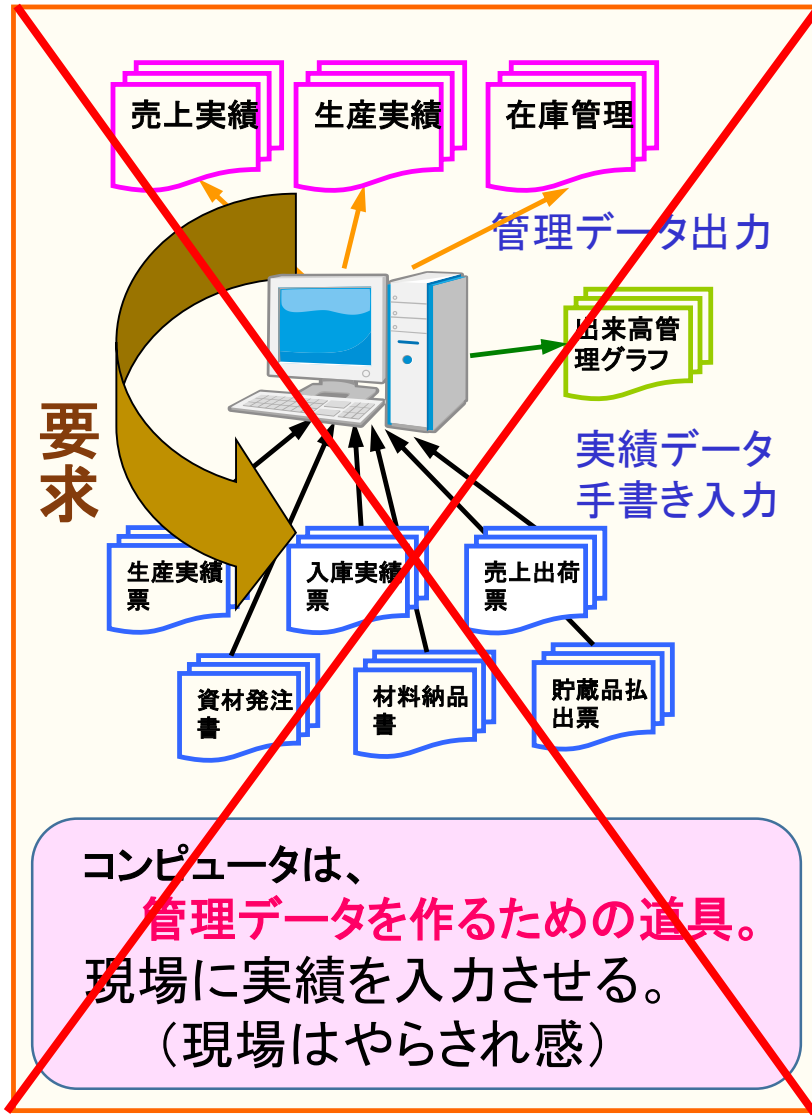 売上実績
生産実績
在庫管理
管理データ出力
出来高管
理グラフ
要
求
実績データ
手書き入力
生産実績
票
入庫実績
票
売上出荷
票
資材発注
書
材料納品
書
貯蔵品払
出票
コンピュータは、
管理データを作るための道具。
現場に実績を入力させる。
（現場はやらされ感）